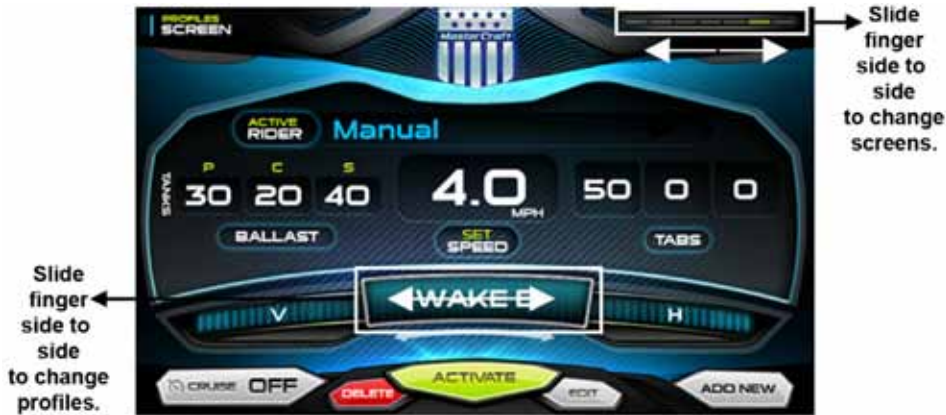 PROFILES
SCREEN
MasterCraft
Slide
finger
side to
side
to change
screens.
ACTIVE
RIDER
Manual
TANKS
P C S
30 20 40
4.0
MPH
50 0 0
BALLAST
SET
SPEED
TABS
Slide
finger
side to
side
to change
profiles.
V
WAKE
H
CRUISE OFF
DELETE
ACTIVATE
EDIT
ADD NEW